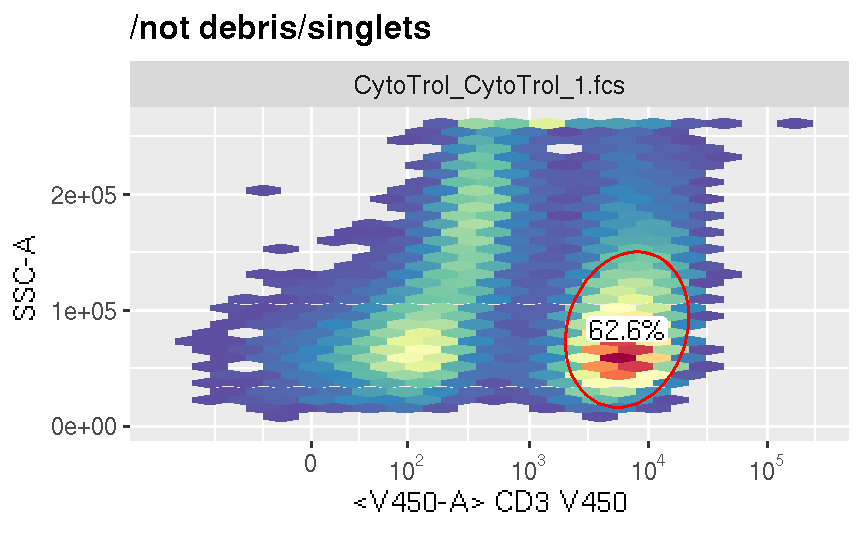 /not debris/singlets
CytoTrol_CytoTrol_1.fcs
SSC-A
2e+05
1e+05
0e+00
62.6%
0 10² 10³ 10⁴ 10⁵
<V450-A> CD3 V450